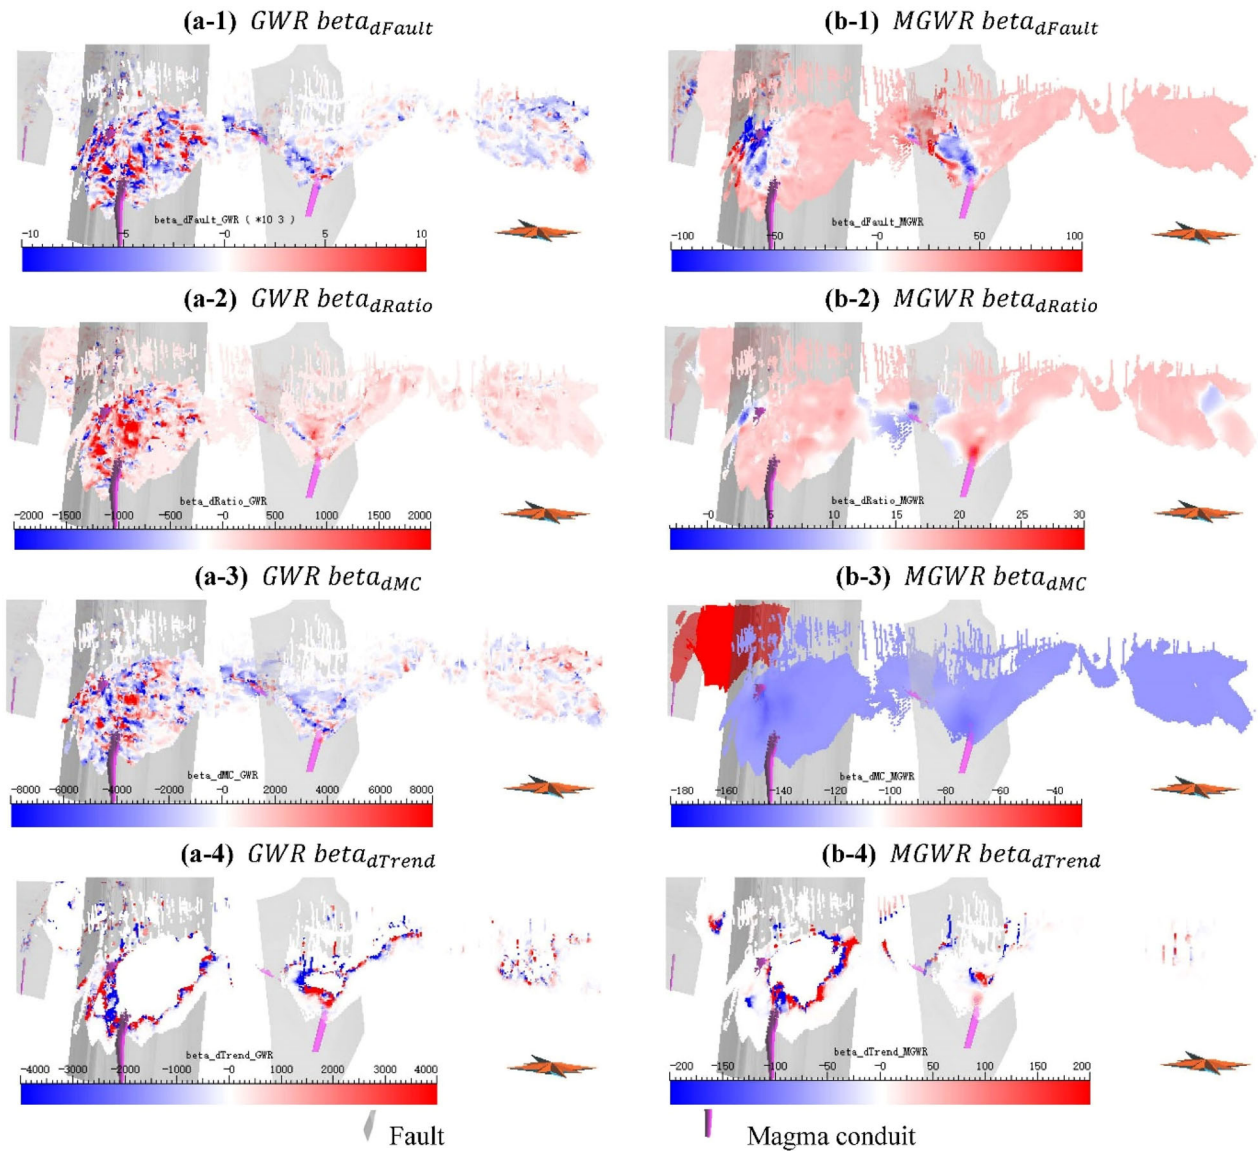 (a-1) GWR beta_dFault
(b-1) MGWR beta_dFault
beta_dFault_GWR ( *10 3 )
-10 -5 -0 5 10
beta_dFault_MGWR
-100 -50 -0 50 100
(a-2) GWR beta_dRatio
(b-2) MGWR beta_dRatio
beta_dRatio_GWR
-2000 -1500 -1000 -500 -0 500 1000 1500 2000
beta_dRatio_MGWR
-0 5 10 15 20 25 30
(a-3) GWR beta_dMC
(b-3) MGWR beta_dMC
beta_dMC_GWR
-8000 -6000 -4000 -2000 -0 2000 4000 6000 8000
beta_dMC_MGWR
-180 -160 -140 -120 -100 -80 -60 -40
(a-4) GWR beta_dTrend
(b-4) MGWR beta_dTrend
beta_dTrend_GWR
-4000 -3000 -2000 -1000 -0 1000 2000 3000 4000
beta_dTrend_MGWR
-200 -150 -100 -50 -0 50 100 150 200
Fault
Magma conduit